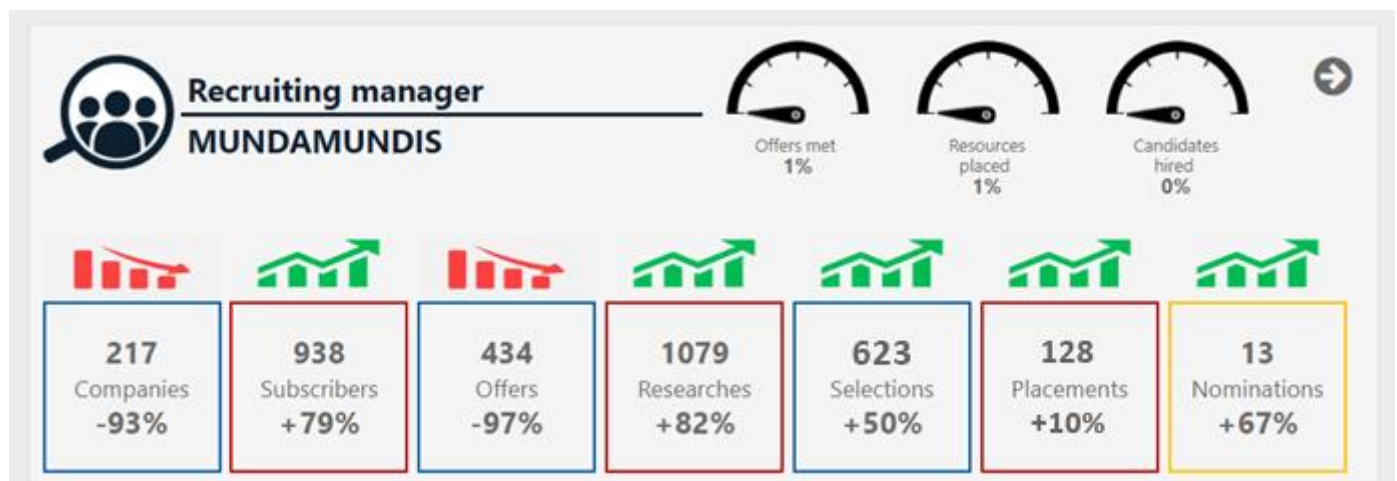 Recruiting manager
MUNDAMUNDIS
Offers met
1%
Resources
placed
1%
Candidates
hired
0%
217
Companies
-93%
938
Subscribers
+79%
434
Offers
-97%
1079
Researches
+82%
623
Selections
+50%
128
Placements
+10%
13
Nominations
+67%